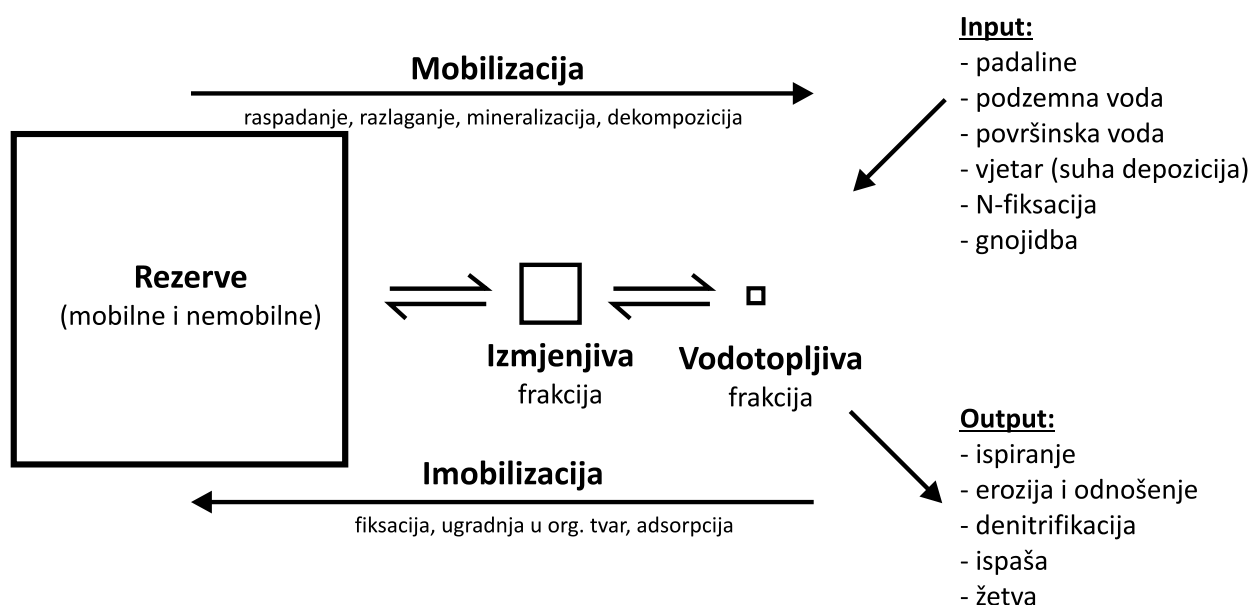 Mobilizacija
raspadanje, razlaganje, mineralizacija, dekompozicija
Input:
- padaline
- podzemna voda
- površinska voda
- vjetar (suha depozicija)
- N-fiksacija
- gnojidba
Rezerve
(mobilne i nemobilne)
Izmjenjiva
frakcija
Vodotopljiva
frakcija
Imobilizacija
fiksacija, ugradnja u org. tvar, adsorpcija
Output:
- ispiranje
- erozija i odnošenje
- denitrifikacija
- ispaša
- žetva